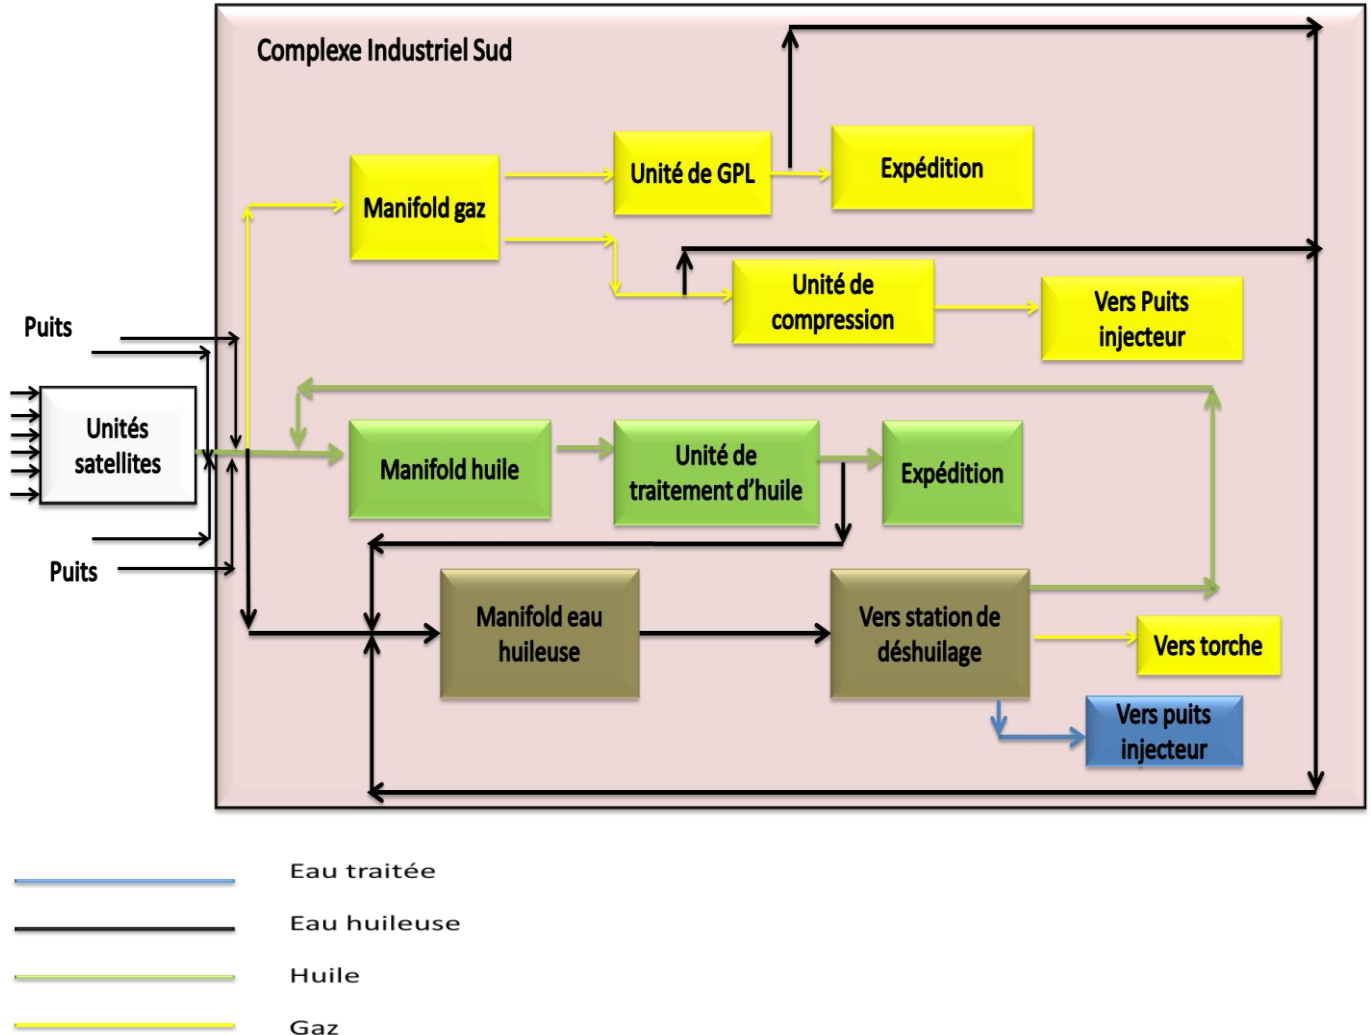 Complexe Industriel Sud
Unité de GPL
Expédition
Manifold gaz
Unité de
compression
Vers Puits
injecteur
Puits
Unités
satellites
Manifold huile
Unité de
traitement d'huile
Expédition
Puits
Manifold eau
huileuse
Vers station de
déshuilage
Vers torche
Vers puits
injecteur
Eau traitée
Eau huileuse
Huile
Gaz